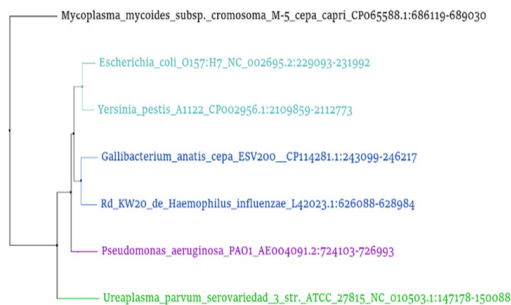 Mycoplasma_mycoides_subsp._cromosoma_M-5_cepa_capri_CP065588.1:686119-689030
Escherichia_coli_O157:H7_NC_002695.2:229093-231992
Yersinia_pestis_A1122_CP002956.1:2109859-2112773
Gallibacterium_anatis_cepa_ESV200__CP114281.1:243099-246217
Rd_KW20_de_Haemophilus_influenzae_L42023.1:626088-628984
Pseudomonas_aeruginosa_PAO1_AE004091.2:724103-726993
Ureaplasma_parvum_serovariedad_3_str._ATCC_27815_NC_010503.1:147178-150088